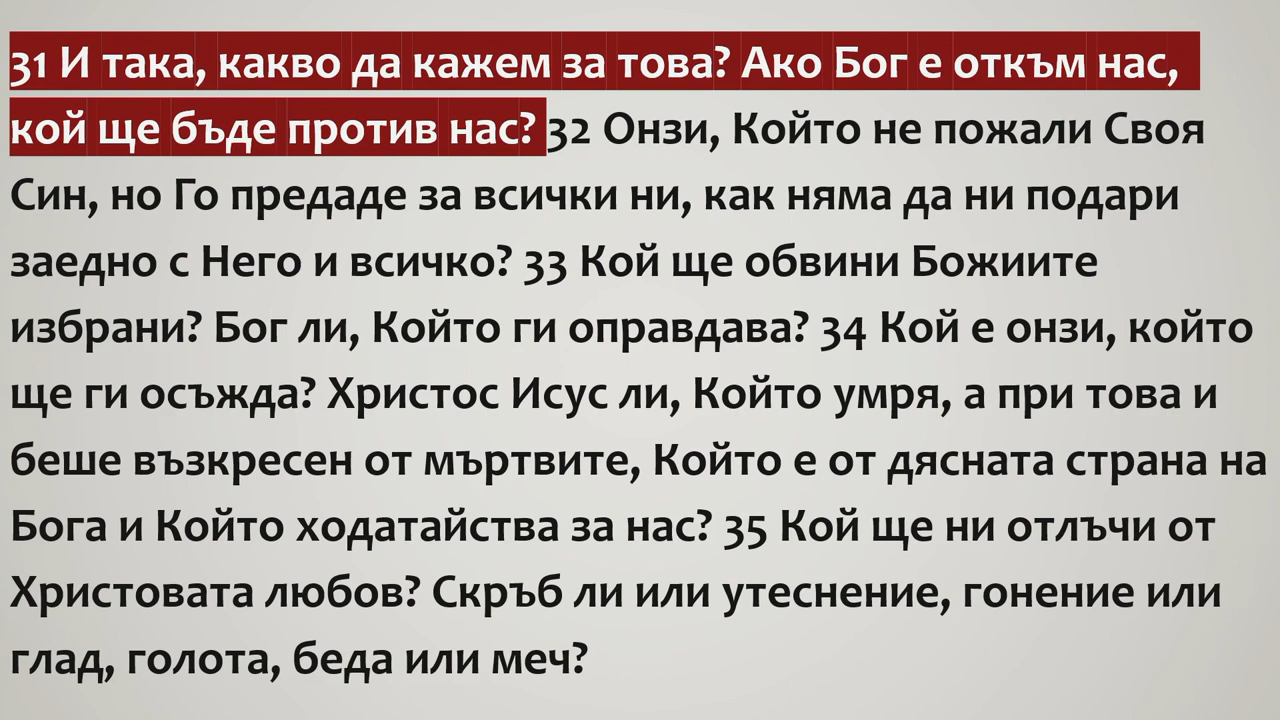 31 И така, какво да кажем за това? Ако Бог е откъм нас,
кой ще бъде против нас? 32 Онзи, Който не пожали Своя
Син, но Го предаде за всички ни, как няма да ни подари
заедно с Него и всичко? 33 Кой ще обвини Божиите
избрани? Бог ли, Който ги оправдава? 34 Кой е онзи, който
ще ги осъжда? Христос Исус ли, Който умря, а при това и
беше възкресен от мъртвите, Който е от дясната страна на
Бога и Който ходатайства за нас? 35 Кой ще ни отлъчи от
Христовата любов? Скръб ли или утеснение, гонение или
глад, голота, беда или меч?